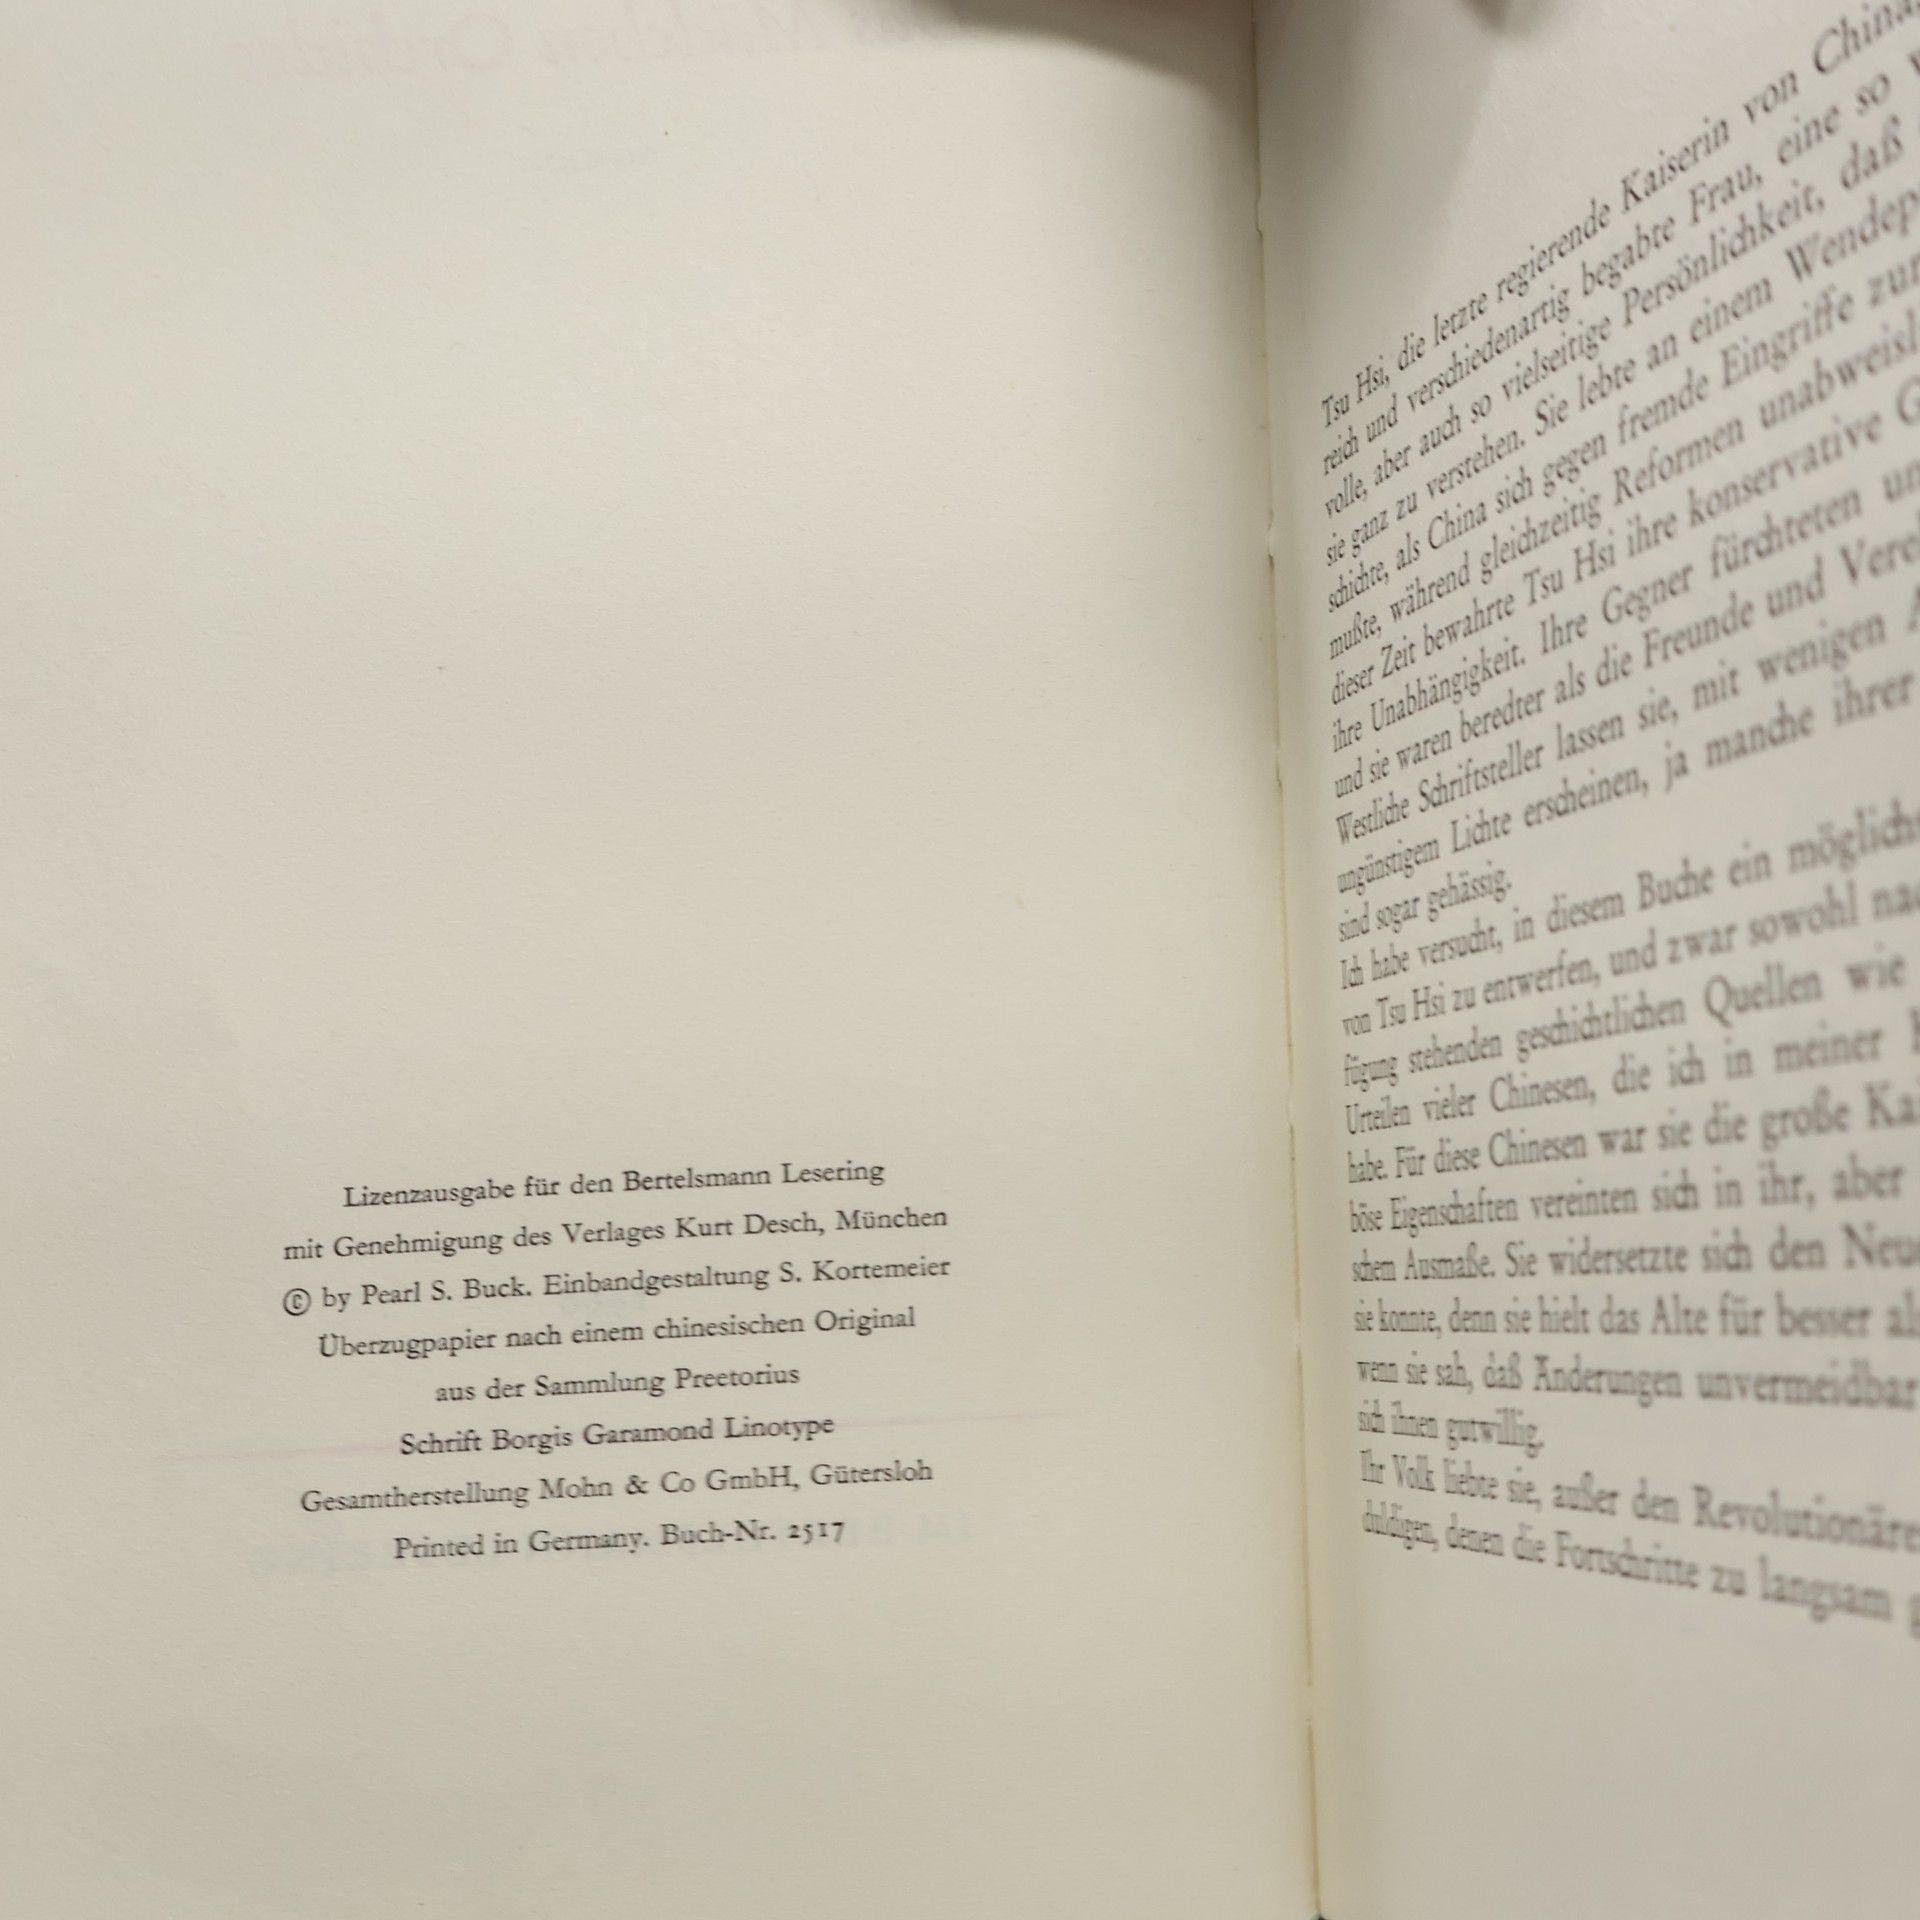 Lizenzausgabe für den Bertelsmann Lesering
mit Genehmigung des Verlages Kurt Desch, München
© by Pearl S. Buck. Einbandgestaltung S. Kortemeier
Überzugpapier nach einem chinesischen Original
aus der Sammlung Preetorius
Schrift Borgis Garamond Linotype
Gesamtherstellung Mohn & Co GmbH, Gütersloh
Printed in Germany. Buch-Nr. 2517
Tsu Hsi, die letzte regierende Kaiserin von China,
reich und verschiedenartig begabte Frau, eine so
volle, aber auch so vielseitige Persönlichkeit, daß
sie ganz zu verstehen. Sie lebte an einem
schichte, als China sich gegen fremde Eingriffe zur
mußte, während gleichzeitig Reformen
dieser Zeit bewahrte Tsu Hsi ihre konservative
ihre Unabhängigkeit. Ihre Gegner fürchteten
und sie waren beredter als die Freunde und
Westliche Schriftsteller lassen sie, mit wenigen
ungünstigem Lichte erscheinen, ja manche ihrer
sind sogar gehässig.
Ich habe versucht, in diesem Buche ein
von Tsu Hsi zu entwerfen, und zwar sowohl
fügung stehenden geschichtlichen Quellen wie
Urteilen vieler Chinesen, die ich in meiner
habe. Für diese Chinesen war sie die große
böse Eigenschaften vereinten sich in ihr, aber
schem Ausmaße. Sie widersetzte sich den
sie konnte, denn sie hielt das Alte für besser
wenn sie sah, daß Änderungen unvermeidbar
sich ihnen gutwillig.
Ihr Volk liebte sie, außer den
duldigen, denen die Fortschritte zu langsam